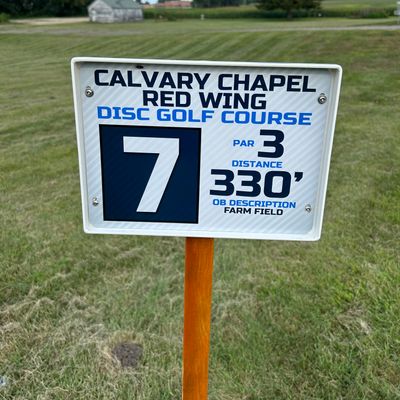 CALVARY CHAPEL
RED WING
DISC GOLF COURSE
7
PAR 3
DISTANCE
330'
OB DESCRIPTION
FARM FIELD